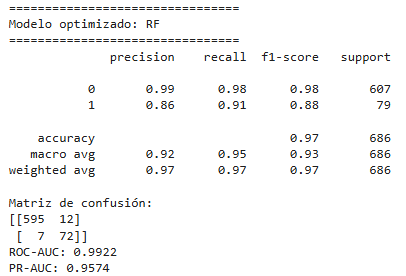 ================================
Modelo optimizado: RF
================================
precision recall f1-score support
0 0.99 0.98 0.98 607
1 0.86 0.91 0.88 79
accuracy 0.97 686
macro avg 0.92 0.95 0.93 686
weighted avg 0.97 0.97 0.97 686
Matriz de confusión:
[[595 12]
[ 7 72]]
ROC-AUC: 0.9922
PR-AUC: 0.9574